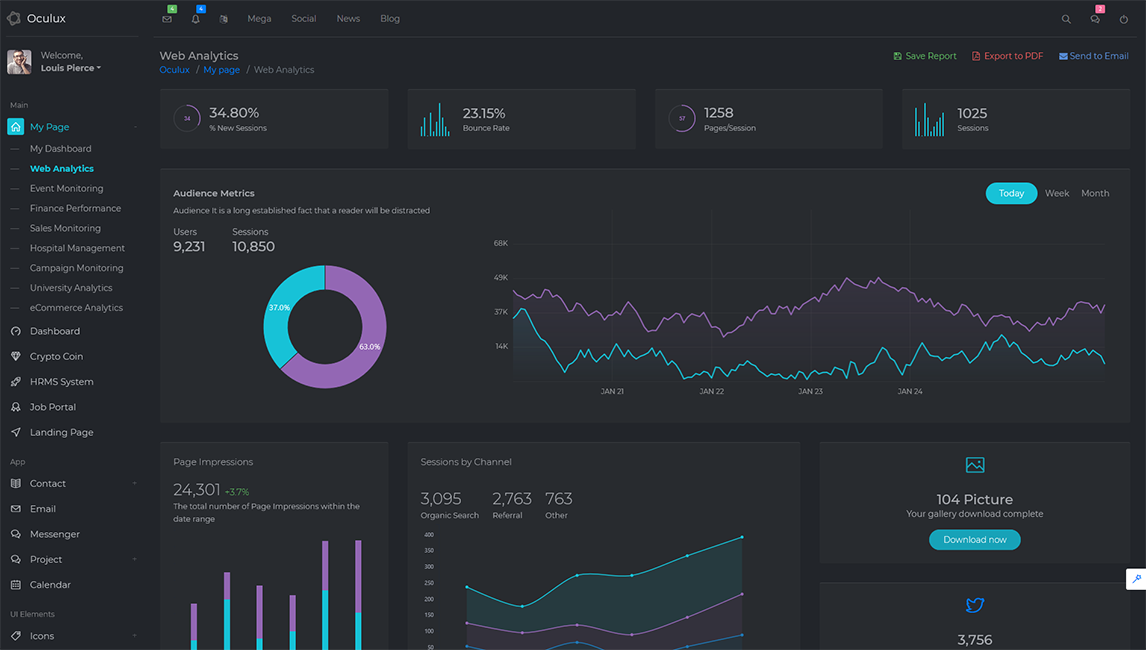 Oculux
4
4
Mega
Social
News
Blog
2
Welcome,
Louis Pierce
Main
My Page
My Dashboard
Web Analytics
Event Monitoring
Finance Performance
Sales Monitoring
Hospital Management
Campaign Monitoring
University Analytics
eCommerce Analytics
Dashboard
Crypto Coin
HRMS System
Job Portal
Landing Page
App
Contact
Email
Messenger
Project
Calendar
UI Elements
Icons
Web Analytics
Oculux / My page / Web Analytics
Save Report
Export to PDF
Send to Email
34
34.80%
% New Sessions
23.15%
Bounce Rate
57
1258
Pages/Session
1025
Sessions
Audience Metrics
Today
Week
Month
Audience It is a long established fact that a reader will be distracted
Users
9,231
Sessions
10,850
37.0%
63.0%
68K
49K
37K
14K
JAN 21
JAN 22
JAN 23
JAN 24
Page Impressions
24,301 +3.7%
The total number of Page Impressions within the
date range
Sessions by Channel
3,095
Organic Search
2,763
Referral
763
Other
400
350
300
250
200
150
100
50
104 Picture
Your gallery download complete
Download now
3,756